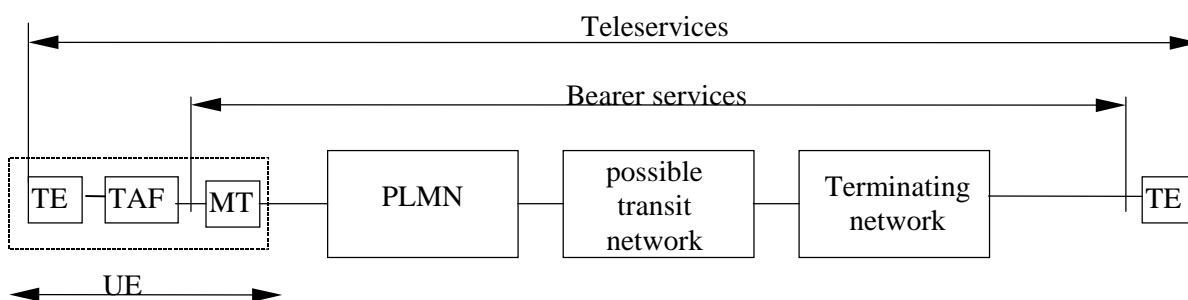 Teleservices
Bearer services
TE
TAF
MT
PLMN
possible
transit
network
Terminating
network
TE
UE